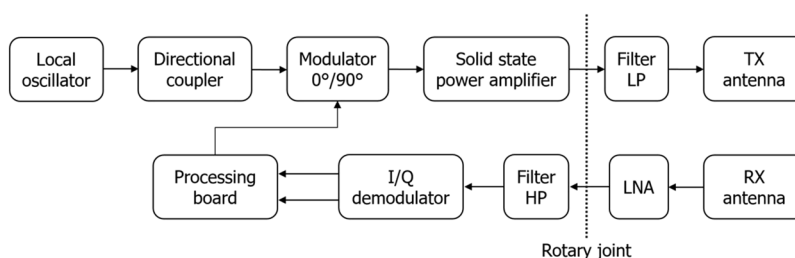 Local
oscillator
Directional
coupler
Modulator
0°/90°
Solid state
power amplifier
Filter
LP
TX
antenna
Processing
board
I/Q
demodulator
Filter
HP
LNA
RX
antenna
Rotary joint